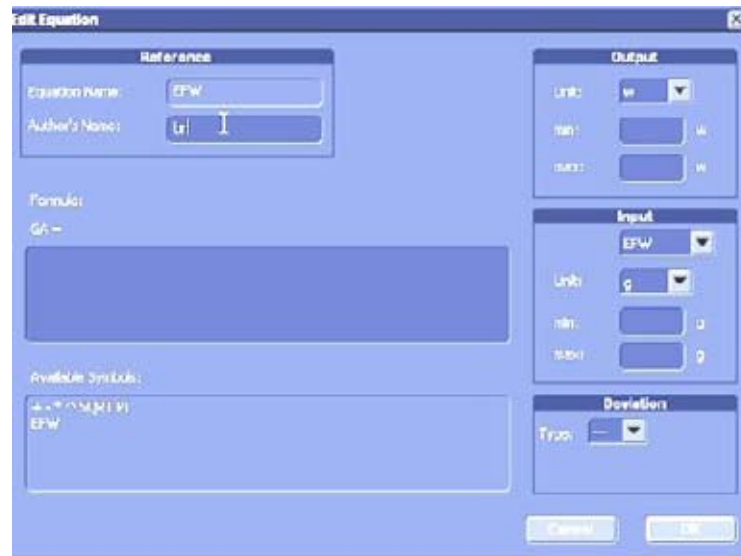 Edit Equation
Reference
Equation Name: EFW
Author's Name:
Formula:
GA =
Available Symbols:
EFW
Output
Unit: w
min: w
max: w
Input
EFW
Unit: g
min: g
max: g
Deviation
Type: ---
Cancel OK